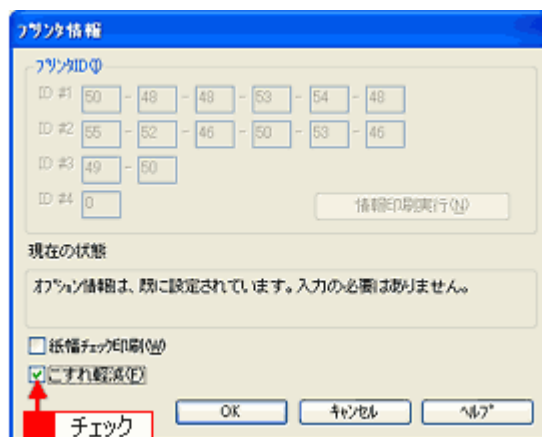 プリンタ情報
プリンタID(I)
ID #1 50 - 48 - 48 - 53 - 54 - 48
ID #2 55 - 52 - 46 - 50 - 53 - 46
ID #3 49 - 50
ID #4 0
情報印刷実行(N)
現在の状態
オプション情報は、既に設定されています。入力の必要はありません。
紙幅チェック印刷(W)
こすれ軽減(F)
OK キャンセル ヘルプ
チェック